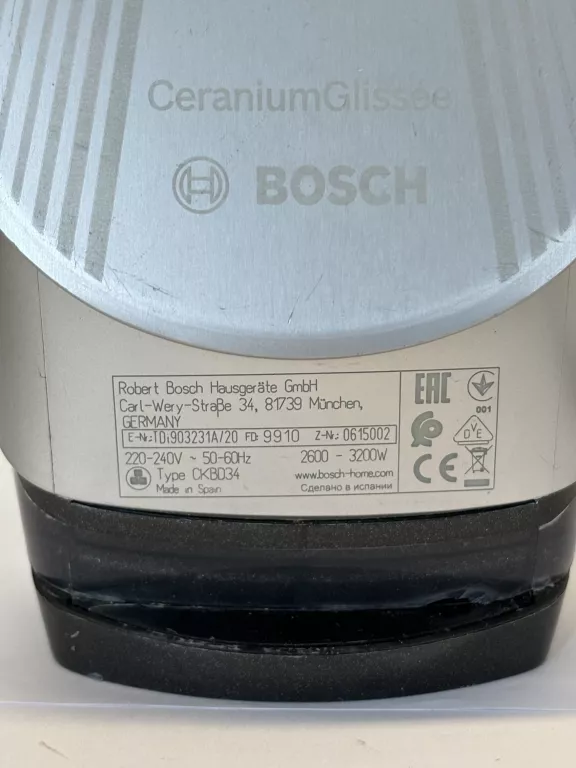 CeraniumGlissée
BOSCH
Robert Bosch Hausgeräte GmbH
Carl-Wery-Straße 34, 81739 München,
GERMANY
E-Nr.: TDI903231A/20 FD: 9910 Z-Nr.: 0615002
220-240V ~ 50-60Hz 2600 - 3200W
Type CKBD34 www.bosch-home.com
Made in Spain Сделано в испании
EAC
001
DVE
CE